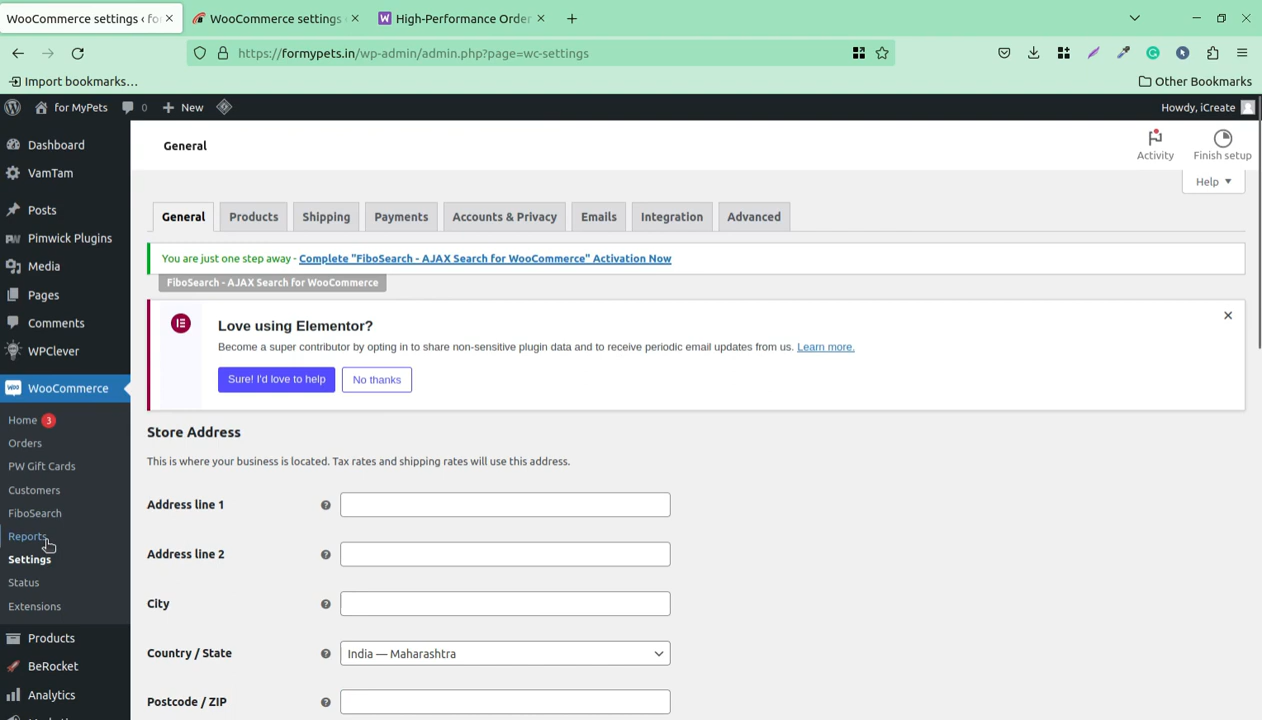 WooCommerce settings ‹ fo
WooCommerce settings
High-Performance Order
https://formypets.in/wp-admin/admin.php?page=wc-settings
Import bookmarks…
Other Bookmarks
for MyPets
0
New
Howdy, iCreate
Dashboard
VamTam
Posts
Pimwick Plugins
Media
Pages
Comments
WPClever
WooCommerce
Home 3
Orders
PW Gift Cards
Customers
FiboSearch
Reports
Settings
Status
Extensions
Products
BeRocket
Analytics
General
Activity
Finish setup
Help
General
Products
Shipping
Payments
Accounts & Privacy
Emails
Integration
Advanced
You are just one step away - Complete "FiboSearch - AJAX Search for WooCommerce" Activation Now
FiboSearch - AJAX Search for WooCommerce
Love using Elementor?
Become a super contributor by opting in to share non-sensitive plugin data and to receive periodic email updates from us. Learn more.
Sure! I'd love to help
No thanks
Store Address
This is where your business is located. Tax rates and shipping rates will use this address.
Address line 1
Address line 2
City
Country / State
India — Maharashtra
Postcode / ZIP